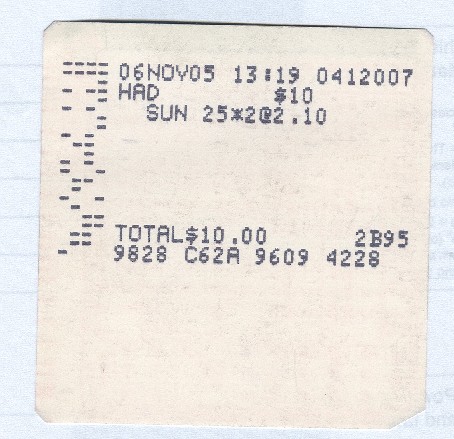 06NOV05 13:19 0412007
HAD $10
SUN 25*2@2.10
TOTAL$10.00 2B95
9828 C62A 9609 4228